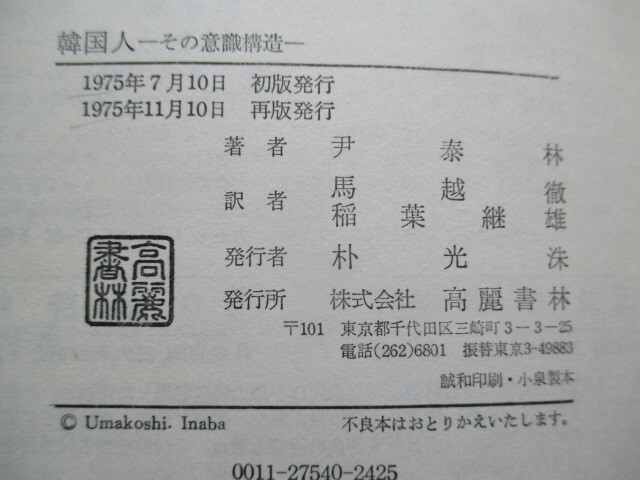 韓国人―その意識構造―
1975年7月10日 初版発行
1975年11月10日 再版発行
著者 尹泰林
訳者 馬越徹
稲葉継雄
発行者 朴光洙
高麗書林
発行所 株式会社 高麗書林
〒101 東京都千代田区三崎町3-3-25
電話(262)6801 振替東京3-49883
誠和印刷・小泉製本
© Umakoshi. Inaba 不良本はおとりかえいたします。
0011-27540-2425